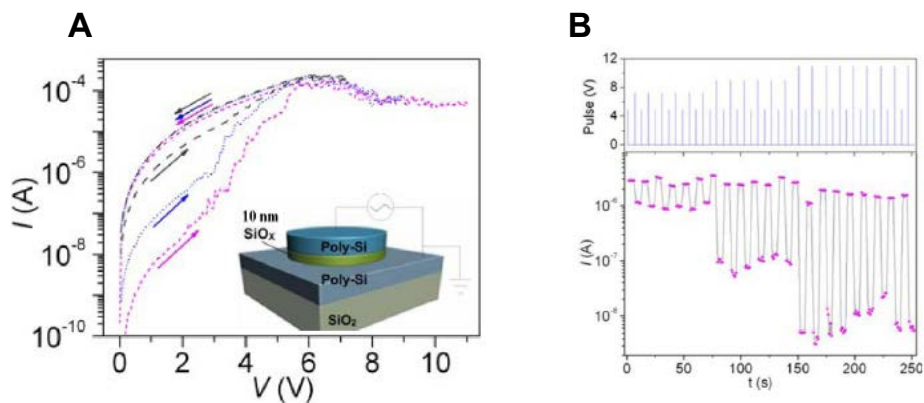 A
B
10⁻⁴
10⁻⁶
10⁻⁸
10⁻¹⁰
I (A)
0 2 4 6 8 10
V (V)
10 nm
SiOX
Poly-Si
Poly-Si
SiO₂
12
8
4
0
Pulse (V)
10⁻⁶
10⁻⁷
10⁻⁸
I (A)
0 50 100 150 200 250
t (s)